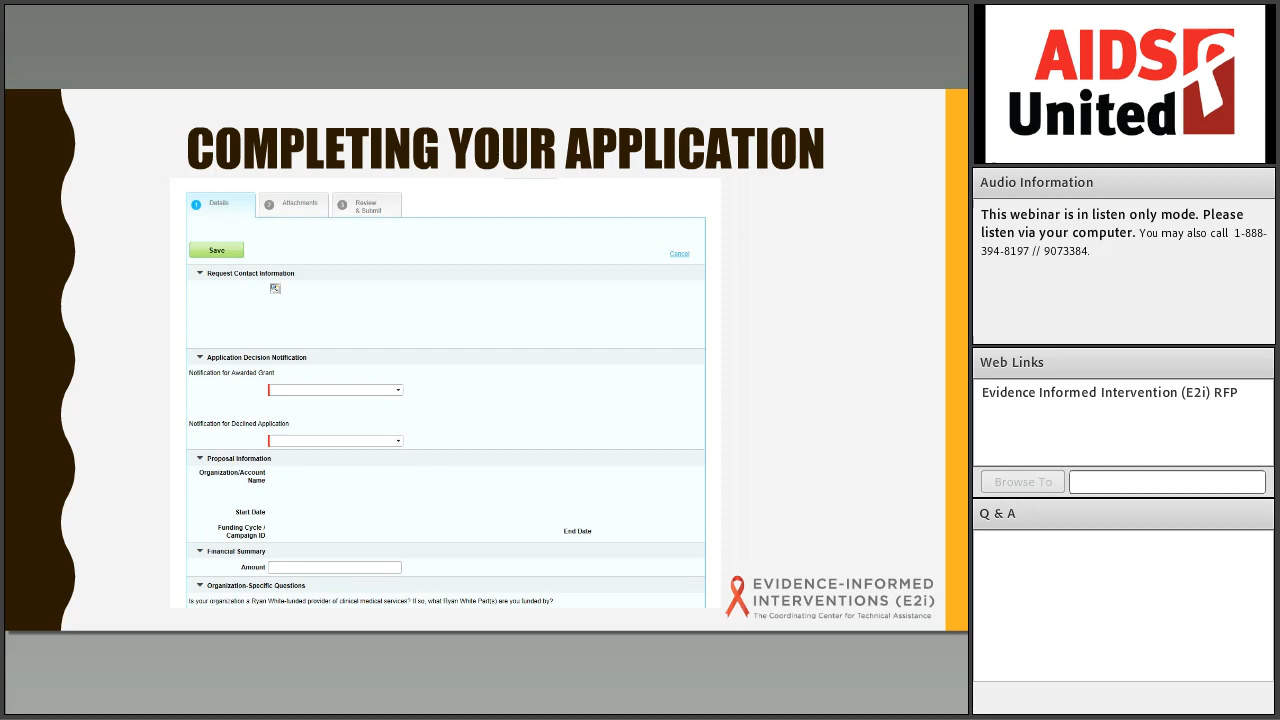 COMPLETING YOUR APPLICATION
1 Details
2 Attachments
3 Review
& Submit
Save
Cancel
Request Contact Information
Application Decision Notification
Notification for Awarded Grant
Notification for Declined Application
Proposal Information
Organization/Account
Name
Start Date
Funding Cycle /
Campaign ID
End Date
Financial Summary
Amount
Organization-Specific Questions
Is your organization a Ryan White-funded provider of clinical medical services? If so, what Ryan White Part(s) are you funded by?
EVIDENCE-INFORMED
INTERVENTIONS (E2i)
The Coordinating Center for Technical Assistance
AIDS
United
Audio Information
This webinar is in listen only mode. Please
listen via your computer. You may also call 1-888-
394-8197 // 9073384.
Web Links
Evidence Informed Intervention (E2i) RFP
Browse To
Q & A